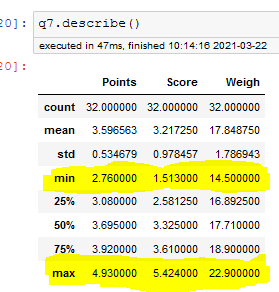 20]: q7.describe()
executed in 47ms, finished 10:14:16 2021-03-22
20]:
Points Score Weigh
count 32.000000 32.000000 32.000000
mean 3.596563 3.217250 17.848750
std 0.534679 0.978457 1.786943
min 2.760000 1.513000 14.500000
25% 3.080000 2.581250 16.892500
50% 3.695000 3.325000 17.710000
75% 3.920000 3.610000 18.900000
max 4.930000 5.424000 22.900000